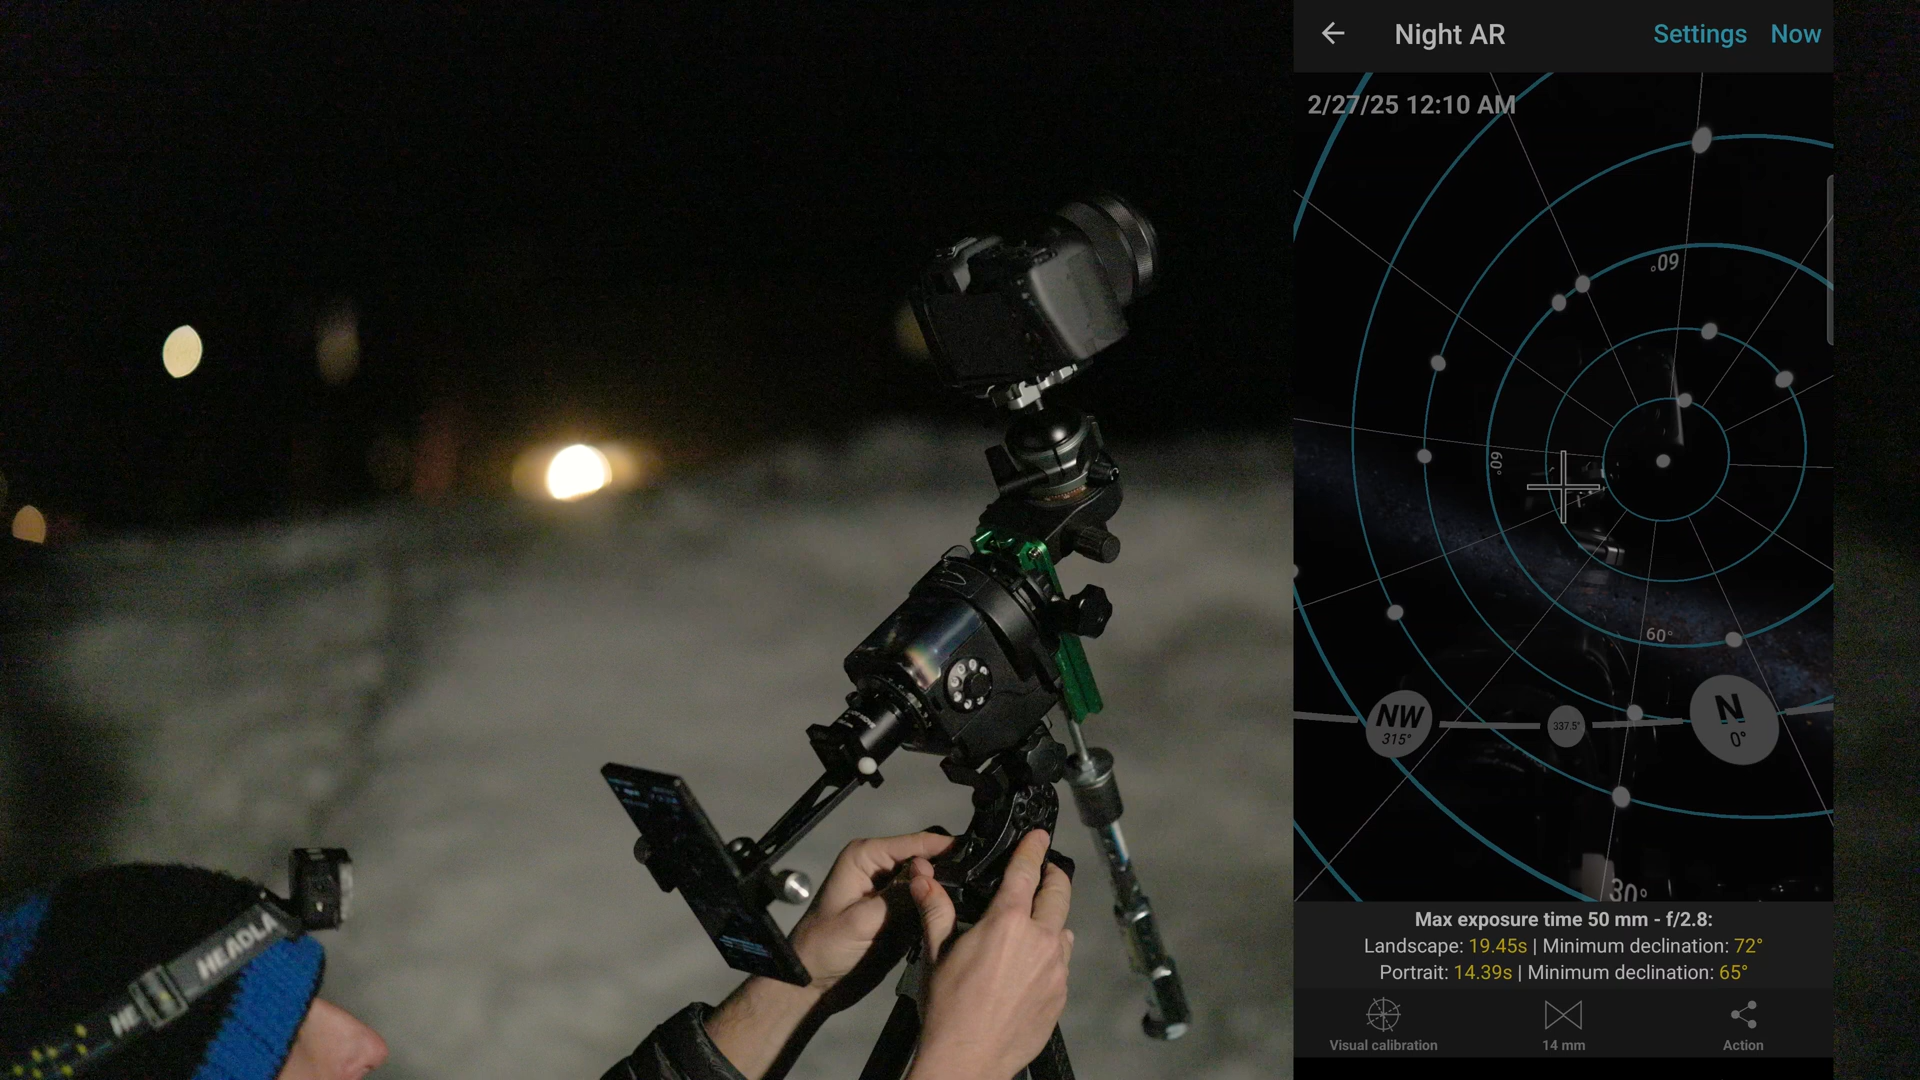 Night AR
Settings
Now
2/27/25 12:10 AM
60°
60°
60°
NW
315°
337.5°
N
0°
30°
Max exposure time 50 mm - f/2.8:
Landscape: 19.45s | Minimum declination: 72°
Portrait: 14.39s | Minimum declination: 65°
Visual calibration
14 mm
Action
HEADLA
HE